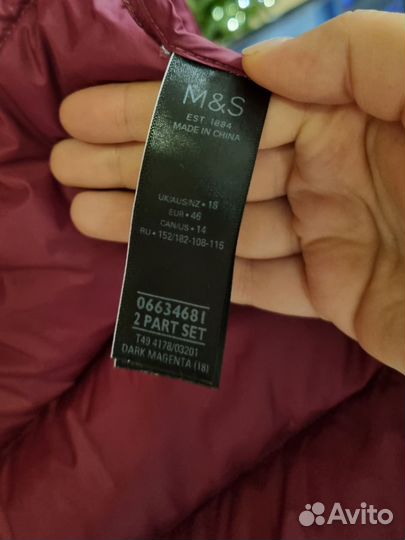 M&S
EST. 1884
MADE IN CHINA
UK/AUS/NZ • 18
EUR • 46
CAN/US • 14
RU • 152/182-108-116
06634681
2 PART SET
T49 4178/03201
DARK MAGENTA (18)
Avito